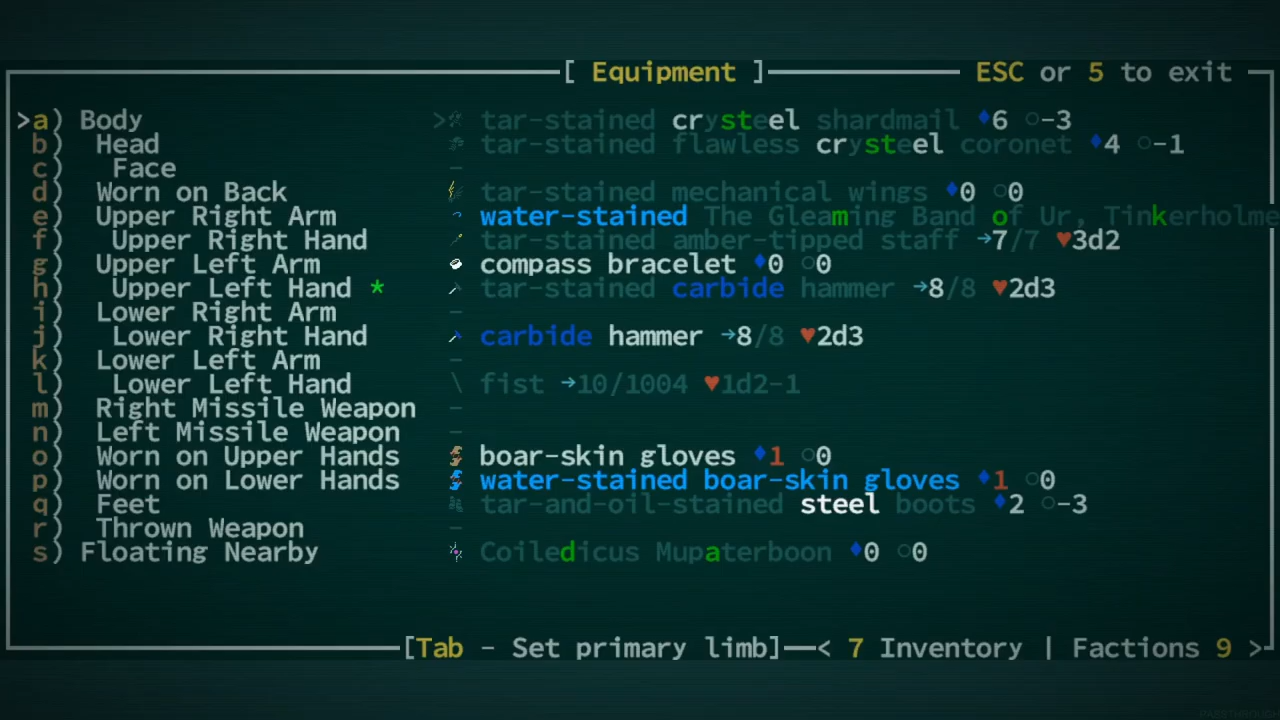 [ Equipment ] ESC or 5 to exit
>a) Body > tar-stained crysteel shardmail ♦6 ○-3
b) Head tar-stained flawless crysteel coronet ♦4 ○-1
c) Face -
d) Worn on Back tar-stained mechanical wings ♦0 ○0
e) Upper Right Arm water-stained The Gleaming Band of Ur, Tinkerholme
f) Upper Right Hand tar-stained amber-tipped staff →7/7 ♥3d2
g) Upper Left Arm compass bracelet ♦0 ○0
h) Upper Left Hand * tar-stained carbide hammer →8/8 ♥2d3
i) Lower Right Arm -
j) Lower Right Hand carbide hammer →8/8 ♥2d3
k) Lower Left Arm -
l) Lower Left Hand \ fist →10/1004 ♥1d2-1
m) Right Missile Weapon -
n) Left Missile Weapon -
o) Worn on Upper Hands boar-skin gloves ♦1 ○0
p) Worn on Lower Hands water-stained boar-skin gloves ♦1 ○0
q) Feet tar-and-oil-stained steel boots ♦2 ○-3
r) Thrown Weapon -
s) Floating Nearby Coiledicus Mupaterboon ♦0 ○0
[Tab - Set primary limb] < 7 Inventory | Factions 9 >